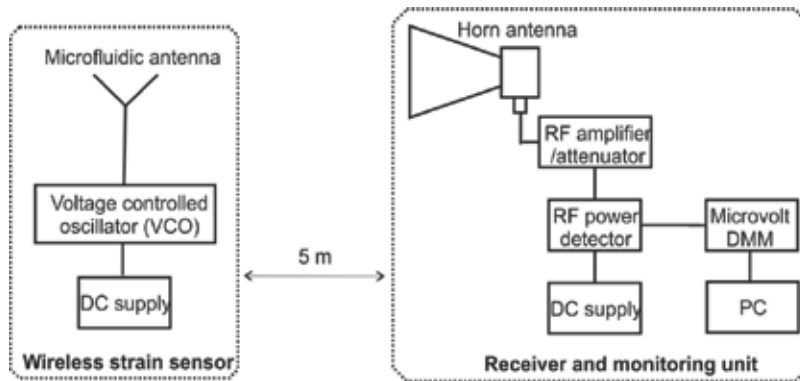 Microfluidic antenna
Voltage controlled
oscillator (VCO)
DC supply
Wireless strain sensor
5 m
Horn antenna
RF amplifier
/attenuator
RF power
detector
Microvolt
DMM
DC supply
PC
Receiver and monitoring unit